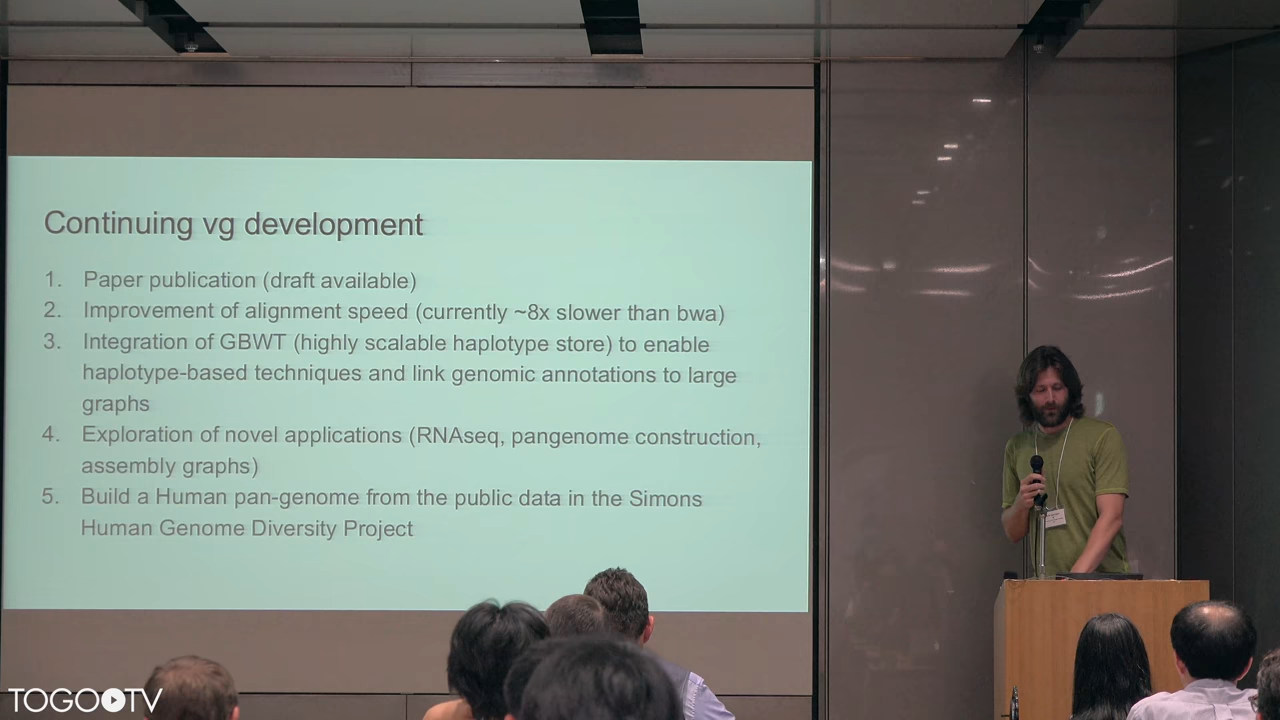 Continuing vg development
1. Paper publication (draft available)
2. Improvement of alignment speed (currently ~8x slower than bwa)
3. Integration of GBWT (highly scalable haplotype store) to enable
haplotype-based techniques and link genomic annotations to large
graphs
4. Exploration of novel applications (RNAseq, pangenome construction,
assembly graphs)
5. Build a Human pan-genome from the public data in the Simons
Human Genome Diversity Project
TOGO TV